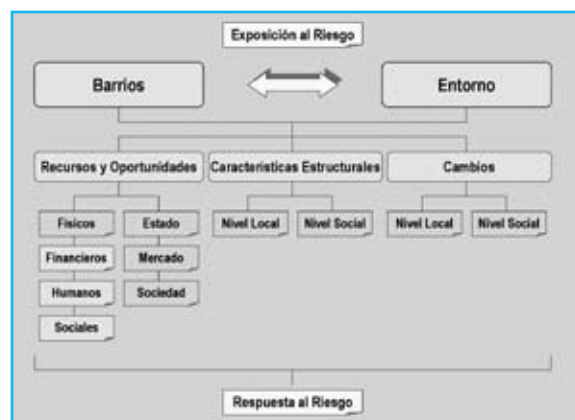 Exposición al Riesgo
Barrios
Entorno
Recursos y Oportunidades
Características Estructurales
Cambios
Físicos
Estado
Nivel Local
Nivel Social
Nivel Local
Nivel Social
Financieros
Mercado
Humanos
Sociedad
Sociales
Respuesta al Riesgo